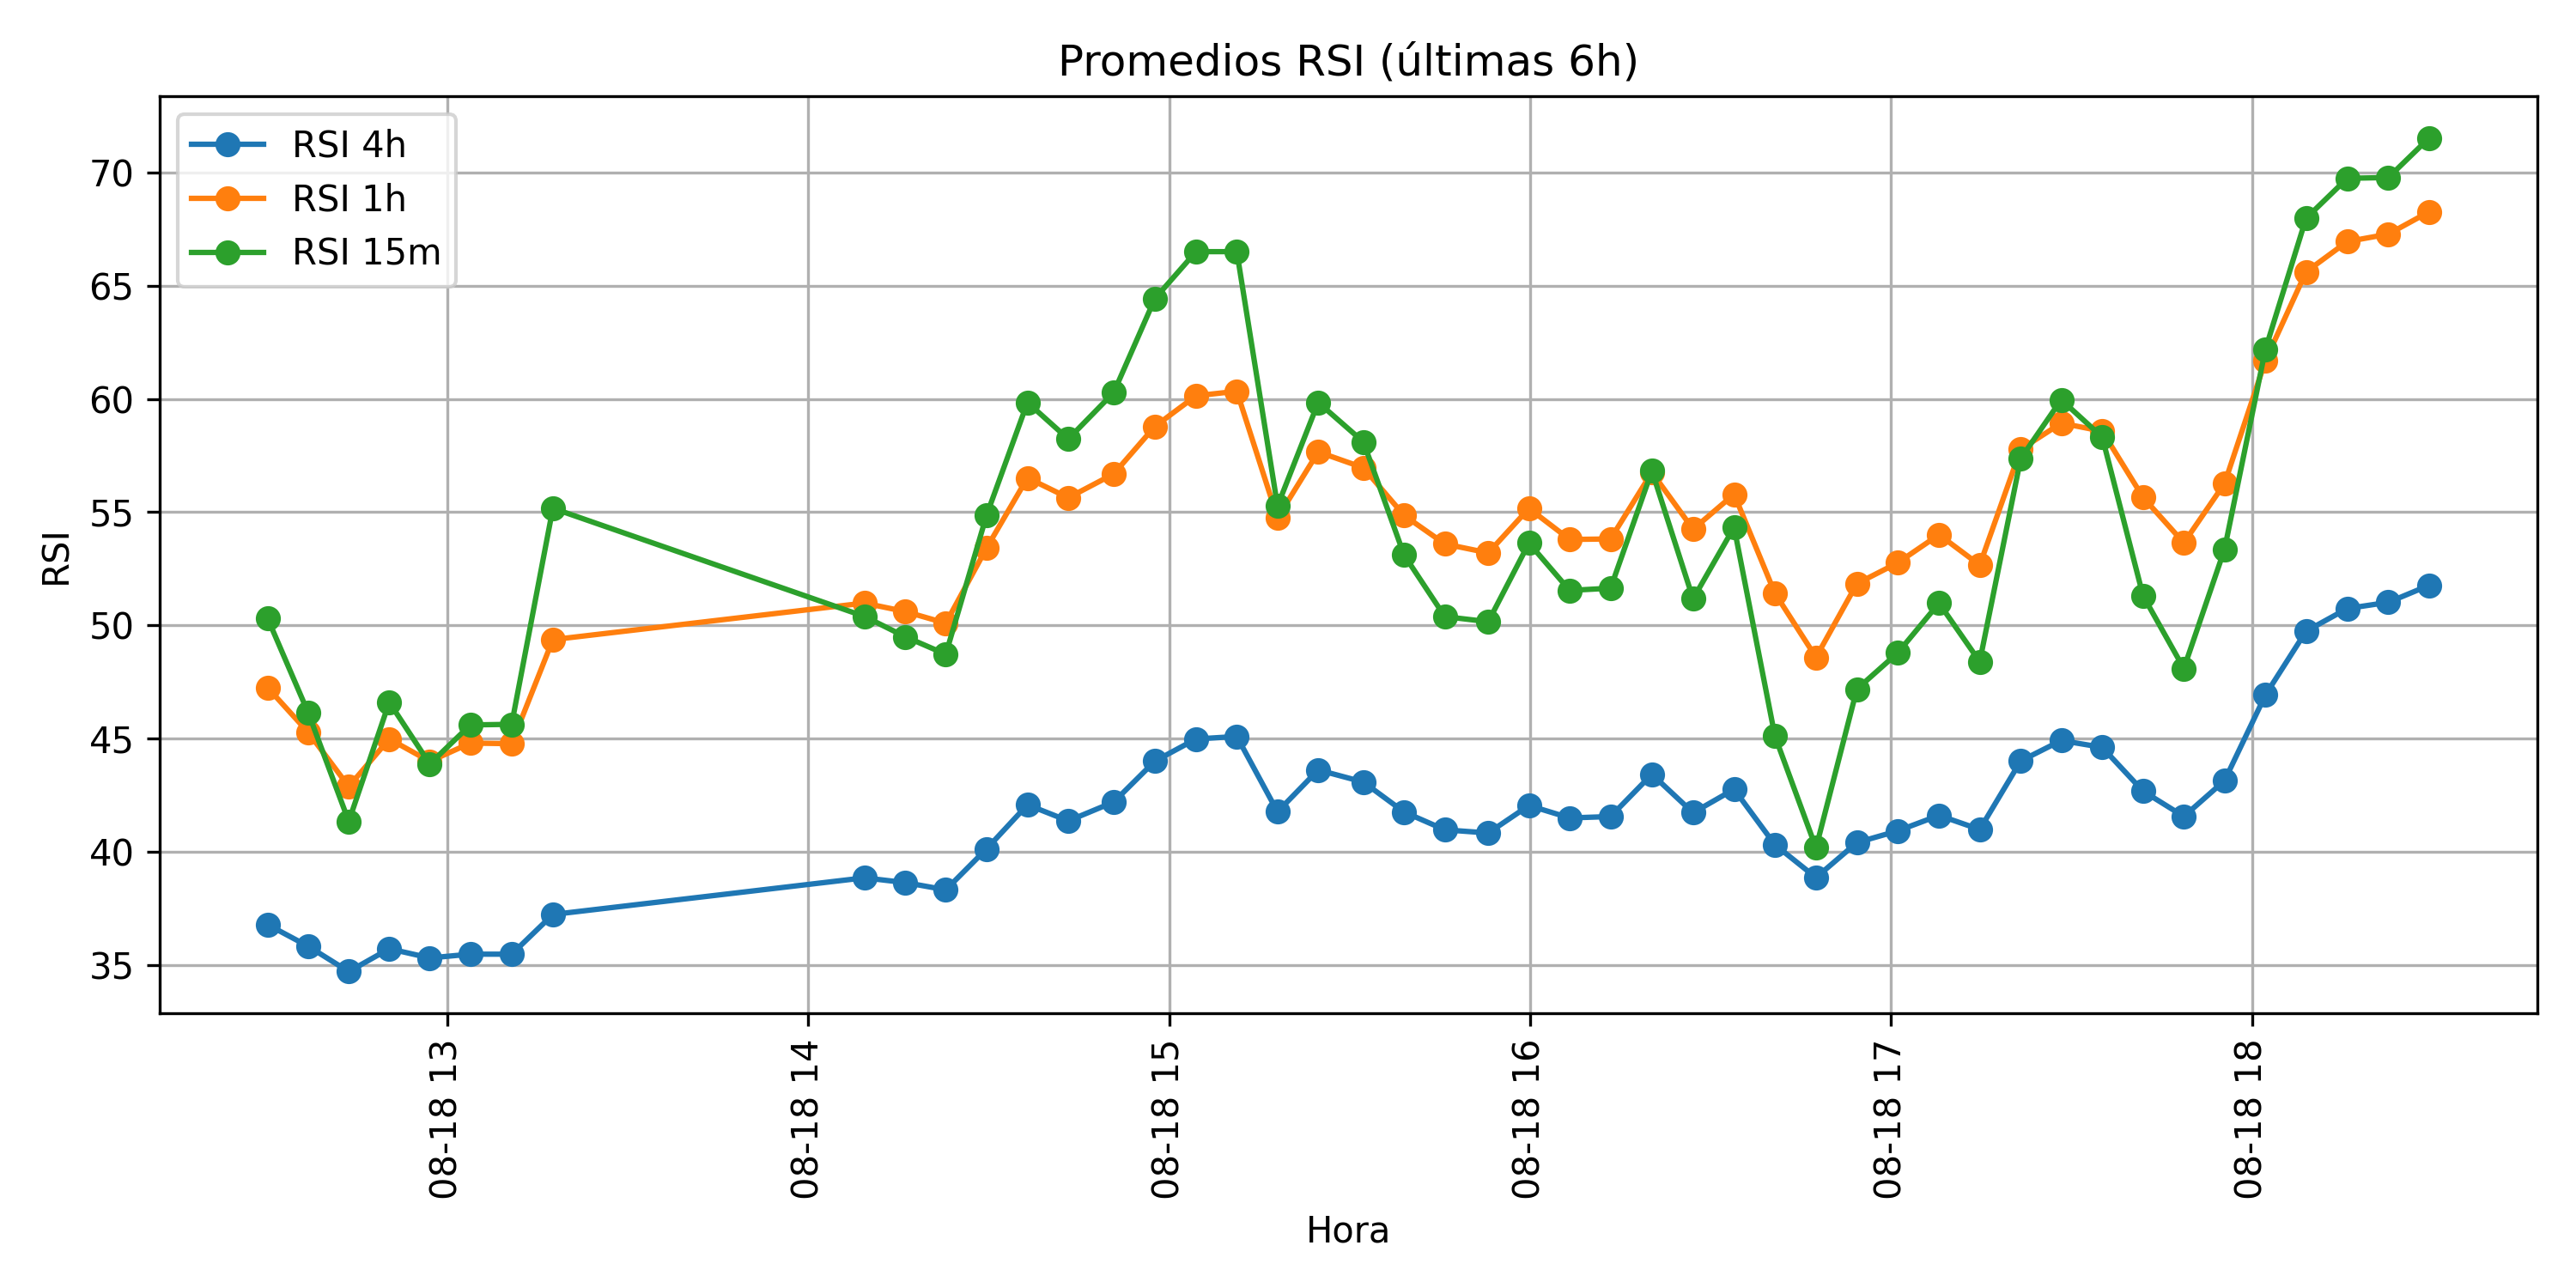 Promedios RSI (últimas 6h)
RSI 4h
RSI 1h
RSI 15m
70
65
60
55
50
45
40
35
RSI
08-18 13
08-18 14
08-18 15
08-18 16
08-18 17
08-18 18
Hora